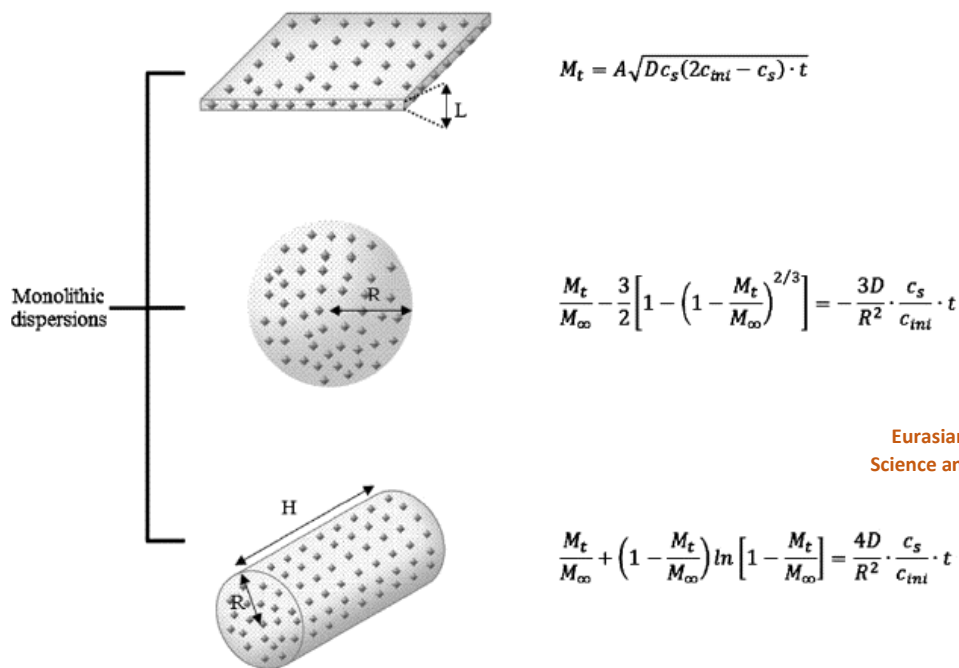 M_t = A√(Dc_s(2c_ini − c_s) · t)
L
Monolithic
dispersions
R
M_t/M_∞ − 3/2[1 − (1 − M_t/M_∞)^{2/3}] = − 3D/R² · c_s/c_ini · t
Eurasian
Science an
H
R
M_t/M_∞ + (1 − M_t/M_∞) ln [1 − M_t/M_∞] = 4D/R² · c_s/c_ini · t